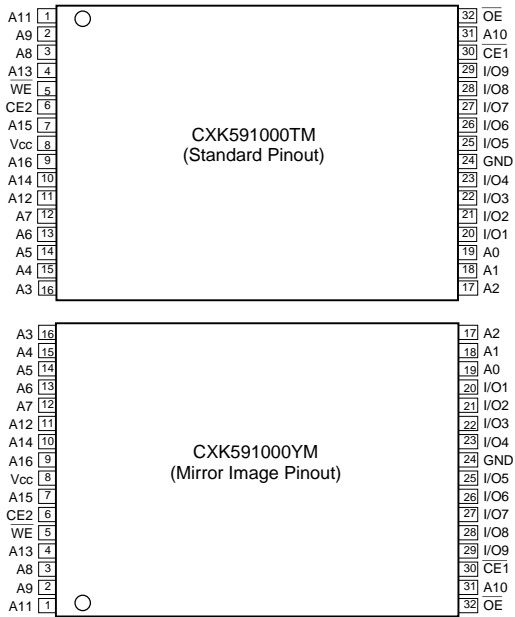 A11 1 32 O̅E̅
A9 2 31 A10
A8 3 30 C̅E̅1̅
A13 4 29 I/O9
W̅E̅ 5 28 I/O8
CE2 6 27 I/O7
A15 7 26 I/O6
Vcc 8 25 I/O5
A16 9 24 GND
A14 10 23 I/O4
A12 11 22 I/O3
A7 12 21 I/O2
A6 13 20 I/O1
A5 14 19 A0
A4 15 18 A1
A3 16 17 A2
CXK591000TM
(Standard Pinout)
A3 16 17 A2
A4 15 18 A1
A5 14 19 A0
A6 13 20 I/O1
A7 12 21 I/O2
A12 11 22 I/O3
A14 10 23 I/O4
A16 9 24 GND
Vcc 8 25 I/O5
A15 7 26 I/O6
CE2 6 27 I/O7
W̅E̅ 5 28 I/O8
A13 4 29 I/O9
A8 3 30 C̅E̅1̅
A9 2 31 A10
A11 1 32 O̅E̅
CXK591000YM
(Mirror Image Pinout)